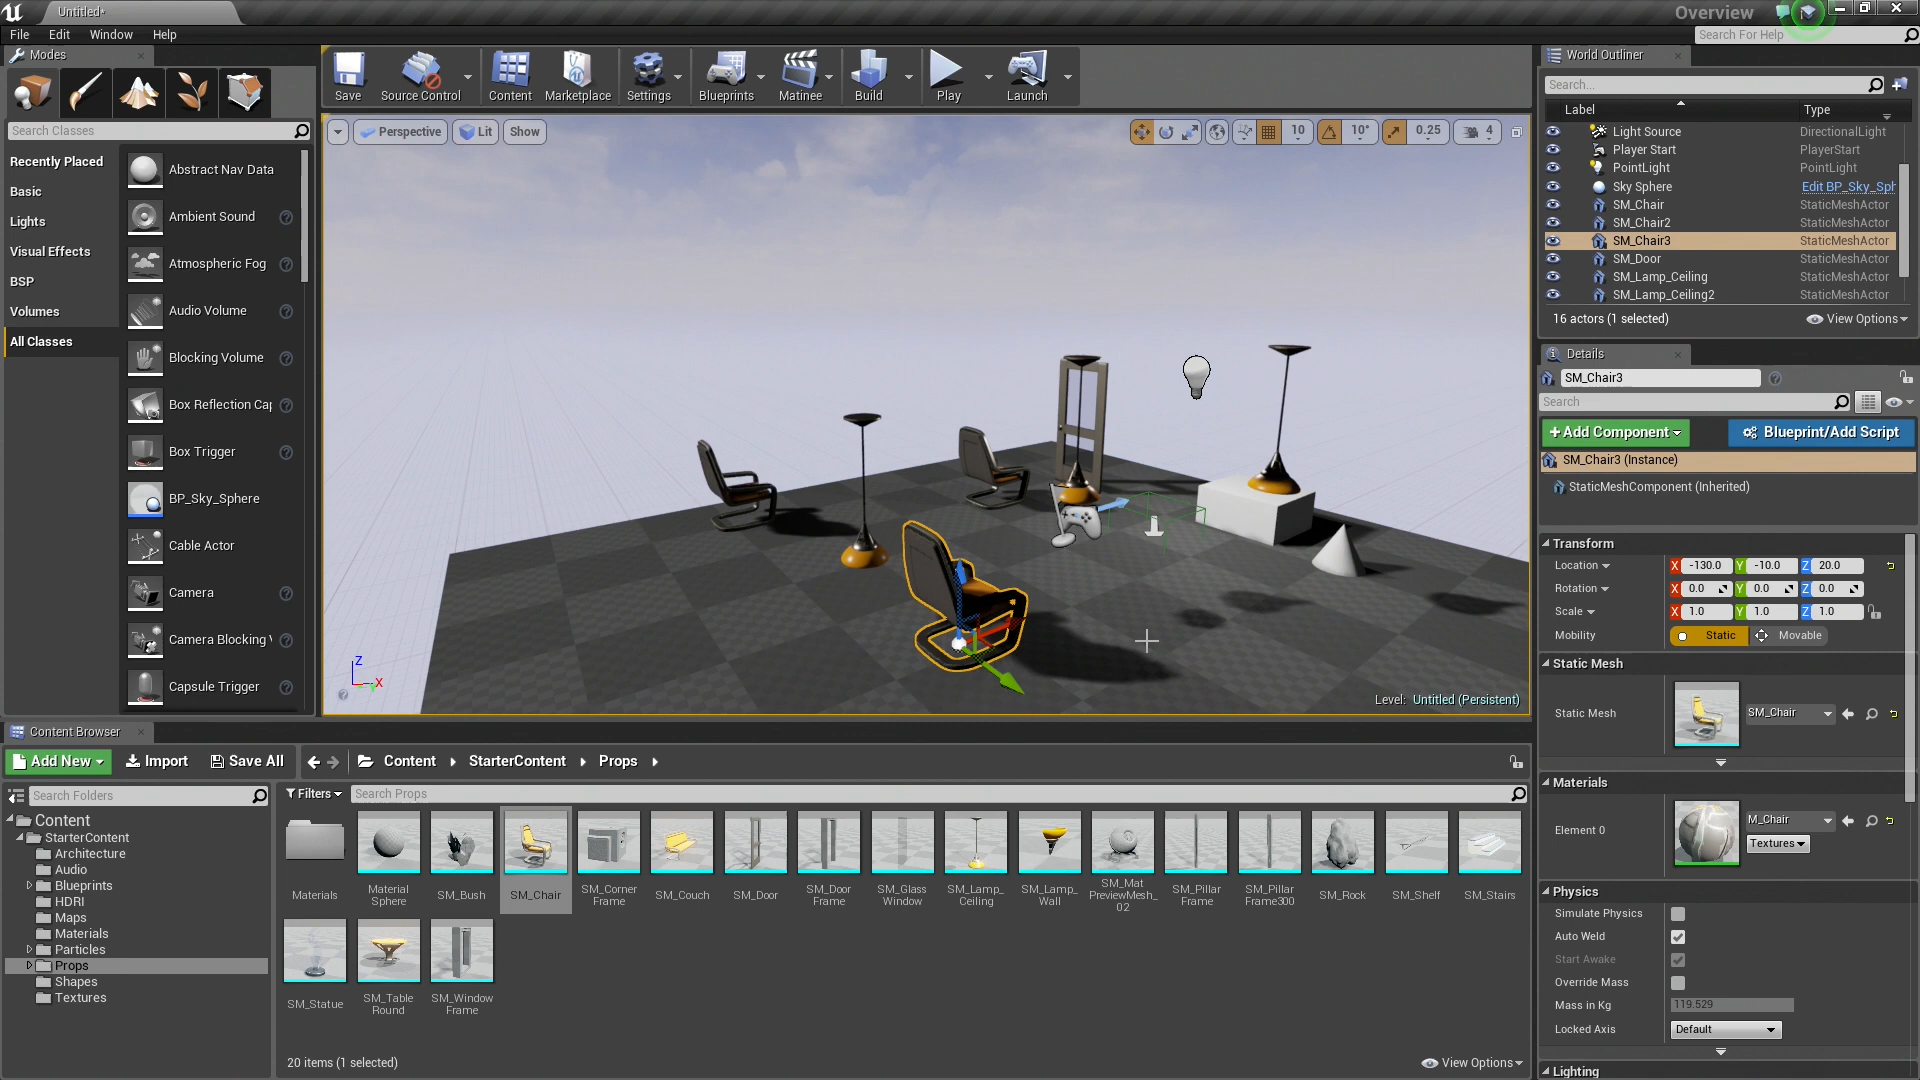 Untitled*
Overview
File Edit Window Help
Search For Help
Modes
Save
Source Control
Content
Marketplace
Settings
Blueprints
Matinee
Build
Play
Launch
Search Classes
Recently Placed
Basic
Lights
Visual Effects
BSP
Volumes
All Classes
Abstract Nav Data
Ambient Sound
Atmospheric Fog
Audio Volume
Blocking Volume
Box Reflection Cap
Box Trigger
BP_Sky_Sphere
Cable Actor
Camera
Camera Blocking V
Capsule Trigger
Perspective Lit Show
10 10° 0.25 4
Z
X
Level: Untitled (Persistent)
World Outliner
Search...
Label Type
Light Source DirectionalLight
Player Start PlayerStart
PointLight PointLight
Sky Sphere Edit BP_Sky_Sph
SM_Chair StaticMeshActor
SM_Chair2 StaticMeshActor
SM_Chair3 StaticMeshActor
SM_Door StaticMeshActor
SM_Lamp_Ceiling StaticMeshActor
SM_Lamp_Ceiling2 StaticMeshActor
16 actors (1 selected) View Options
Details
SM_Chair3
Search
+Add Component Blueprint/Add Script
SM_Chair3 (Instance)
StaticMeshComponent (Inherited)
Transform
Location X -130.0 Y -10.0 Z 20.0
Rotation X 0.0 Y 0.0 Z 0.0
Scale X 1.0 Y 1.0 Z 1.0
Mobility Static Movable
Static Mesh
Static Mesh SM_Chair
Materials
Element 0 M_Chair
Textures
Physics
Simulate Physics
Auto Weld
Start Awake
Override Mass
Mass in Kg 119.529
Locked Axis Default
Lighting
Content Browser
Add New Import Save All Content StarterContent Props
Search Folders
Filters Search Props
Content
StarterContent
Architecture
Audio
Blueprints
HDRI
Maps
Materials
Particles
Props
Shapes
Textures
Materials
Material
Sphere
SM_Bush
SM_Chair
SM_Corner
Frame
SM_Couch
SM_Door
SM_Door
Frame
SM_Glass
Window
SM_Lamp_
Ceiling
SM_Lamp_
Wall
SM_Mat
PreviewMesh_
02
SM_Pillar
Frame
SM_Pillar
Frame300
SM_Rock
SM_Shelf
SM_Stairs
SM_Statue
SM_Table
Round
SM_Window
Frame
20 items (1 selected) View Options